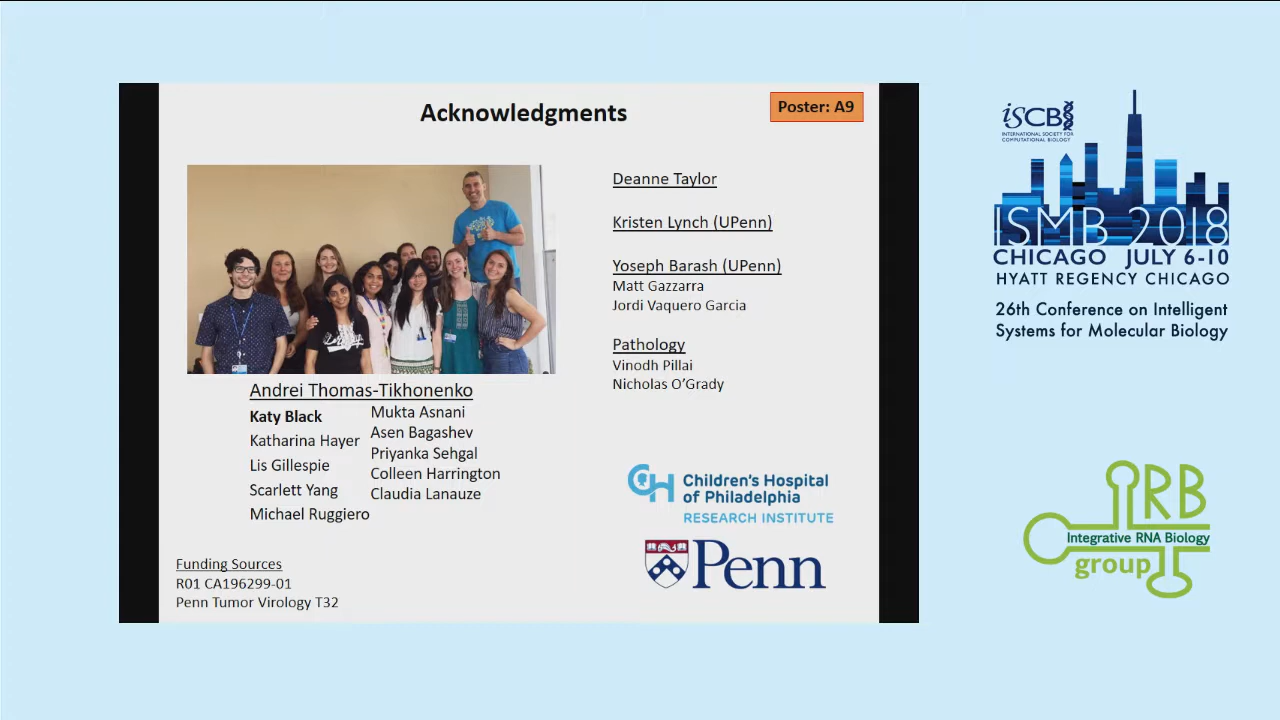 Acknowledgments
Poster: A9
Deanne Taylor
Kristen Lynch (UPenn)
Yoseph Barash (UPenn)
Matt Gazzarra
Jordi Vaquero Garcia
Pathology
Vinodh Pillai
Nicholas O’Grady
Andrei Thomas-Tikhonenko
Katy Black
Katharina Hayer
Lis Gillespie
Scarlett Yang
Michael Ruggiero
Mukta Asnani
Asen Bagashev
Priyanka Sehgal
Colleen Harrington
Claudia Lanauze
Children's Hospital
of Philadelphia
RESEARCH INSTITUTE
Penn
Funding Sources
R01 CA196299-01
Penn Tumor Virology T32
iSCB
INTERNATIONAL SOCIETY FOR
COMPUTATIONAL BIOLOGY
ISMB 2018
CHICAGO JULY 6-10
HYATT REGENCY CHICAGO
26th Conference on Intelligent
Systems for Molecular Biology
IRB
Integrative RNA Biology
group